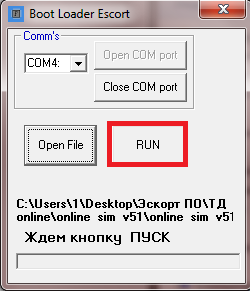 Boot Loader Escort
Comm's
COM4:
Open COM port
Close COM port
Open File
RUN
C:\Users\1\Desktop\Эскорт ПО\ТД
online\online sim v51\online sim v51
Ждем кнопку ПУСК